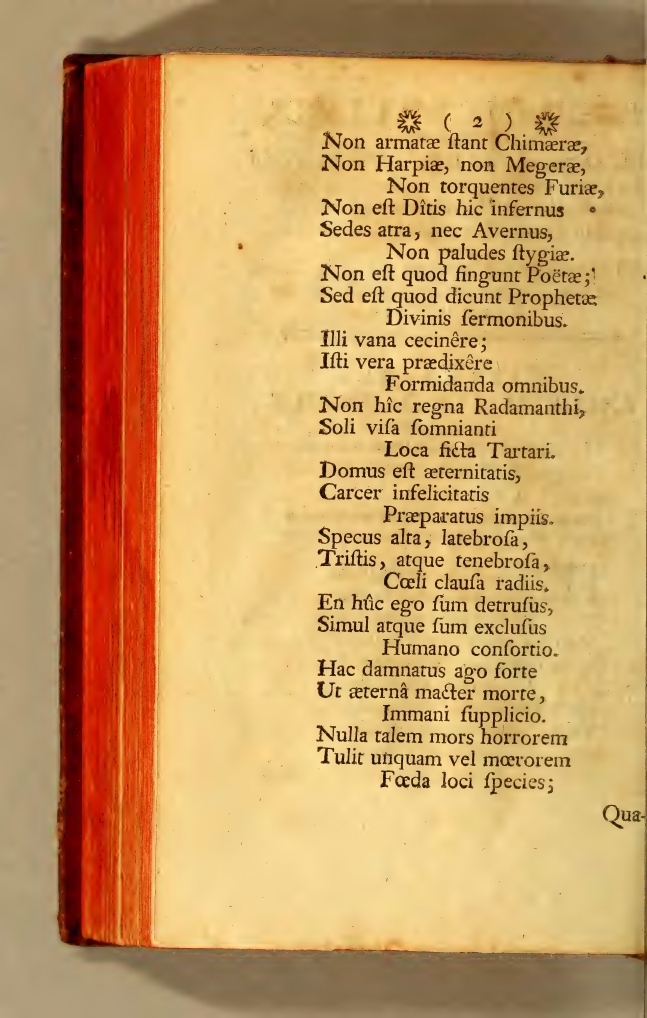 ( 2 )
Non armatæ ſtant Chimæræ,
Non Harpiæ, non Megeræ,
Non torquentes Furiæ,
Non eſt Dîtis hic infernus
Sedes atra, nec Avernus,
Non paludes ſtygiæ.
Non eſt quod fingunt Poëtæ;
Sed eſt quod dicunt Prophetæ
Divinis ſermonibus.
Illi vana cecinêre;
Iſti vera prædixêre
Formidanda omnibus.
Non hîc regna Radamanthi,
Soli viſa ſomnianti
Loca ficta Tartari.
Domus eſt æternitatis,
Carcer infelicitatis
Præparatus impiis.
Specus alta, latebroſa,
Triſtis, atque tenebroſa,
Cœli clauſa radiis.
En hûc ego ſum detruſus,
Simul atque ſum excluſus
Humano conſortio.
Hac damnatus ago ſorte
Ut æternâ macter morte,
Immani ſupplicio.
Nulla talem mors horrorem
Tulit unquam vel mœrorem
Fœda loci ſpecies;
Qua-